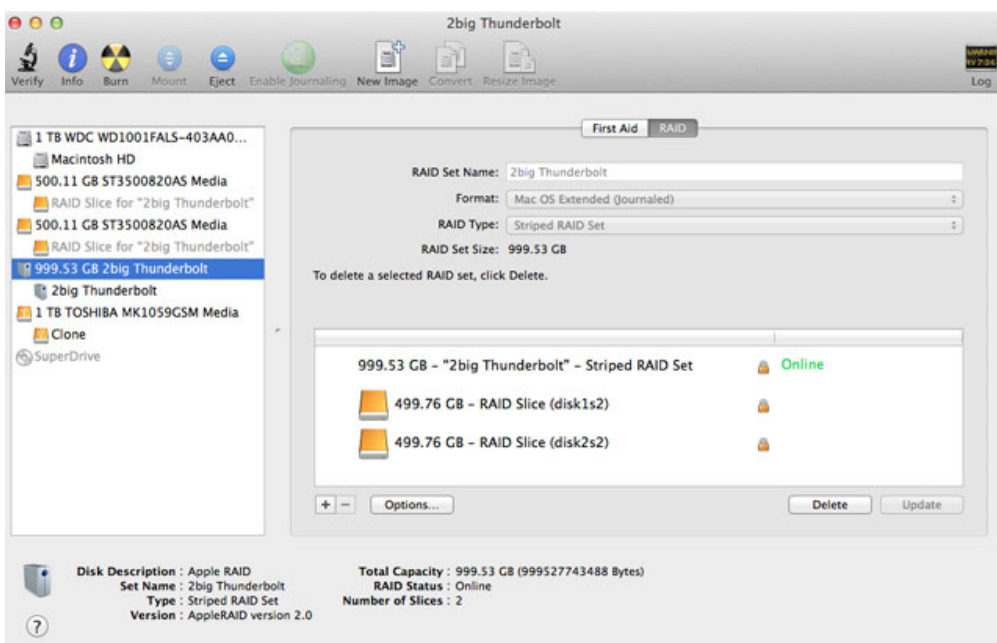 2big Thunderbolt
Verify Info Burn Mount Eject Enable Journaling New Image Convert Resize Image Log
1 TB WDC WD1001FALS-403AA0...
Macintosh HD
500.11 GB ST3500820AS Media
RAID Slice for "2big Thunderbolt"
500.11 GB ST3500820AS Media
RAID Slice for "2big Thunderbolt"
999.53 GB 2big Thunderbolt
2big Thunderbolt
1 TB TOSHIBA MK1059GSM Media
Clone
SuperDrive
First Aid RAID
RAID Set Name: 2big Thunderbolt
Format: Mac OS Extended (Journaled)
RAID Type: Striped RAID Set
RAID Set Size: 999.53 GB
To delete a selected RAID set, click Delete.
999.53 GB - "2big Thunderbolt" - Striped RAID Set Online
499.76 GB - RAID Slice (disk1s2)
499.76 GB - RAID Slice (disk2s2)
+ - Options... Delete Update
Disk Description : Apple RAID Total Capacity : 999.53 GB (999527743488 Bytes)
Set Name : 2big Thunderbolt RAID Status : Online
Type : Striped RAID Set Number of Slices : 2
Version : AppleRAID version 2.0
?